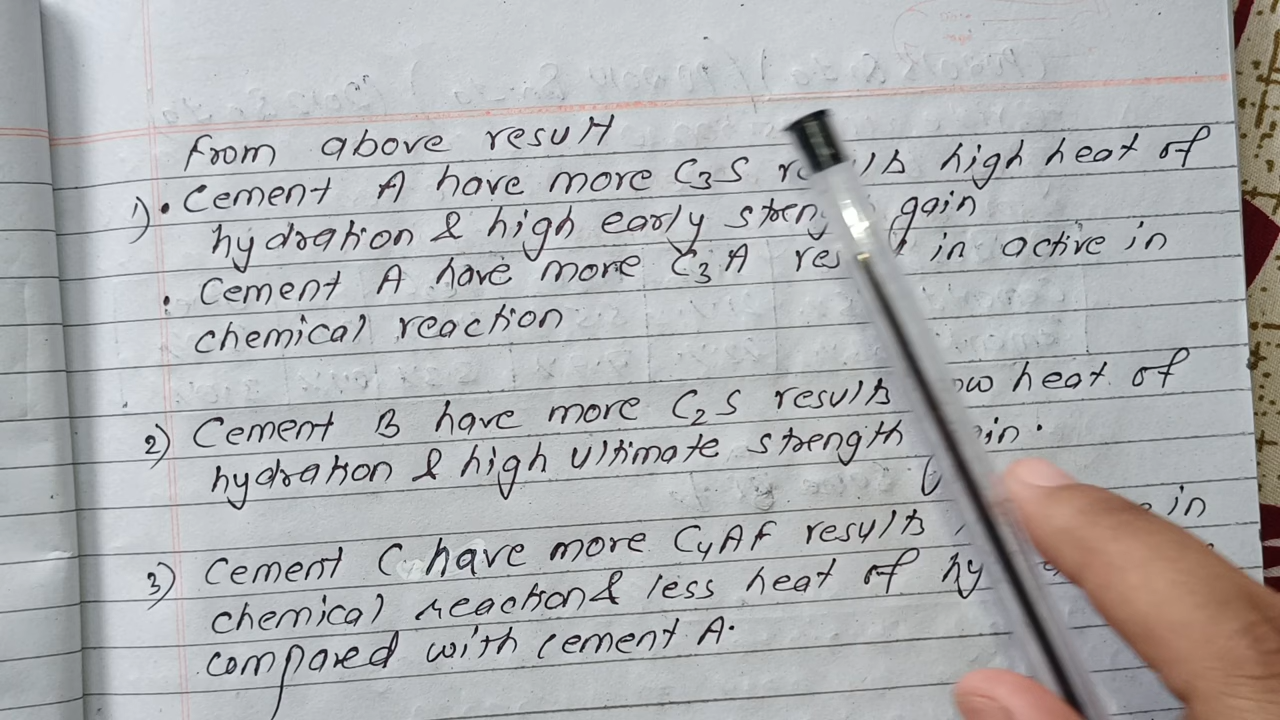 from above result
1) • Cement A have more C₃S high heat of
hydration & high early gain
• Cement A have more C₃A in active in
chemical reaction
2) Cement B have more C₂S results heat of
hydration & high ultimate strength
3) Cement C have more C₄AF results in
chemical reaction & less heat of
compared with cement A.